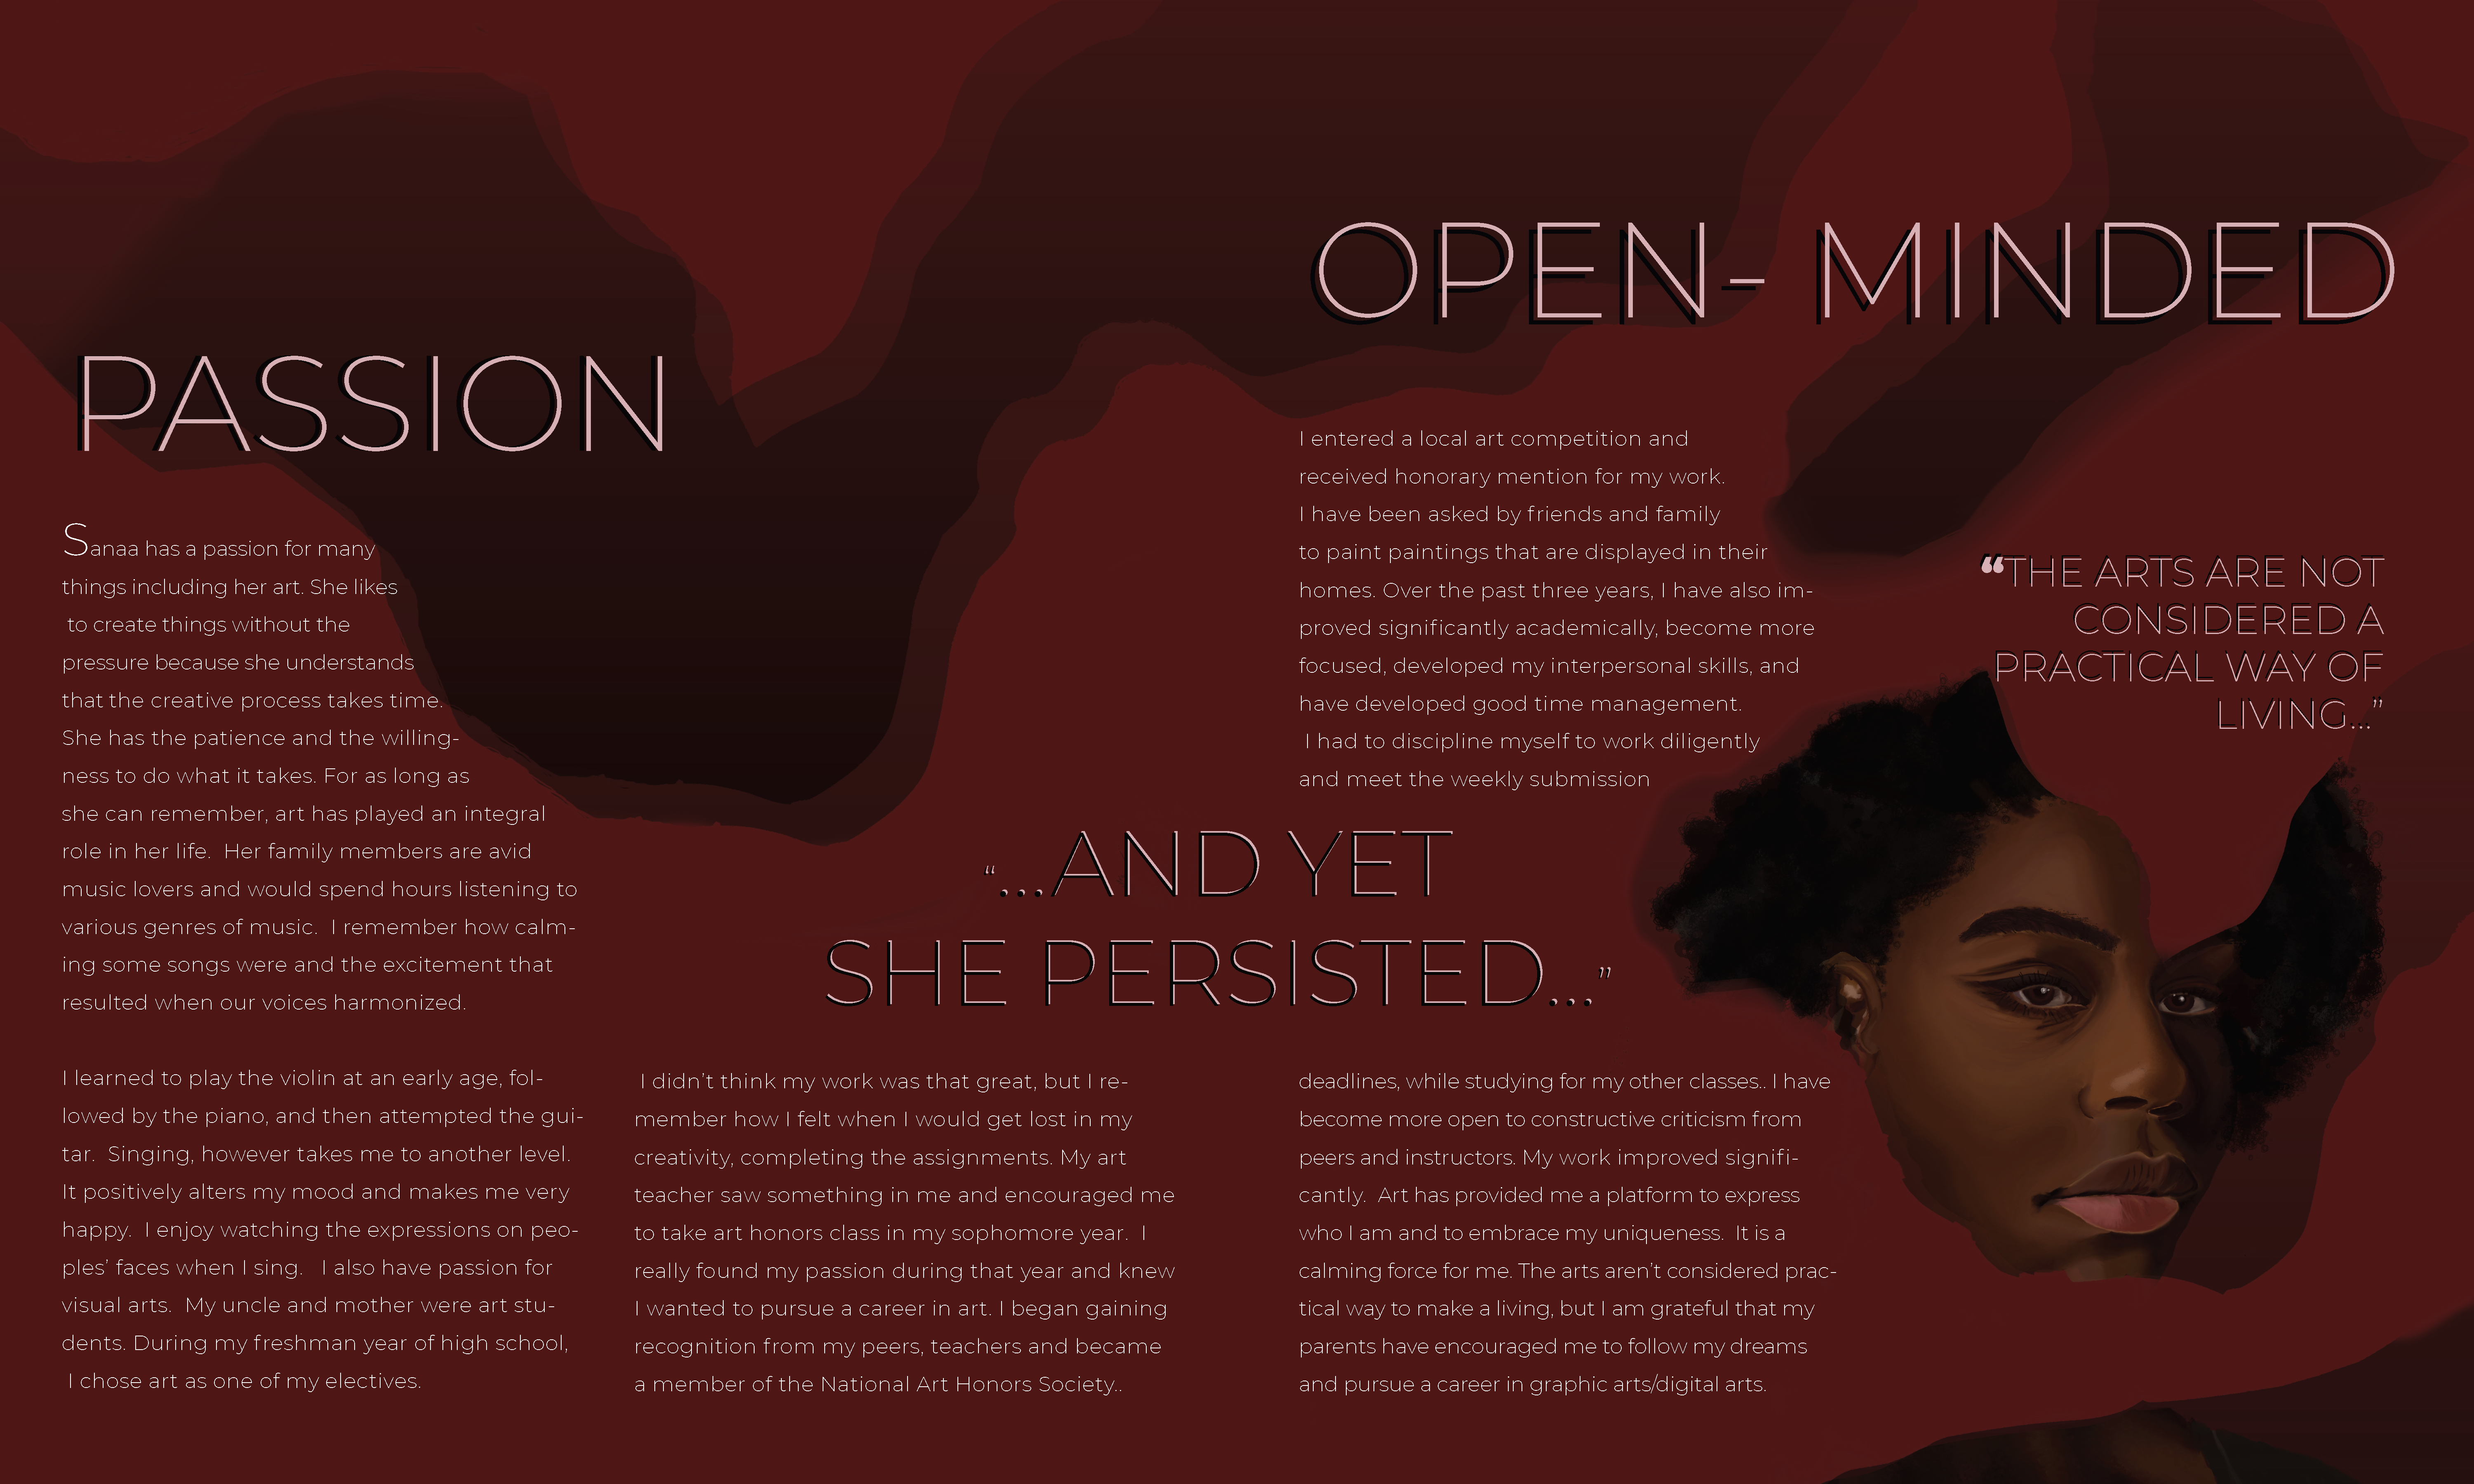 PASSION
Sanaa has a passion for many
things including her art. She likes
to create things without the
pressure because she understands
that the creative process takes time.
She has the patience and the willing-
ness to do what it takes. For as long as
she can remember, art has played an integral
role in her life. Her family members are avid
music lovers and would spend hours listening to
various genres of music. I remember how calm-
ing some songs were and the excitement that
resulted when our voices harmonized.
I learned to play the violin at an early age, fol-
lowed by the piano, and then attempted the gui-
tar. Singing, however takes me to another level.
It positively alters my mood and makes me very
happy. I enjoy watching the expressions on peo-
ples’ faces when I sing. I also have passion for
visual arts. My uncle and mother were art stu-
dents. During my freshman year of high school,
I chose art as one of my electives.
“...AND YET
SHE PERSISTED...”
I didn’t think my work was that great, but I re-
member how I felt when I would get lost in my
creativity, completing the assignments. My art
teacher saw something in me and encouraged me
to take art honors class in my sophomore year. I
really found my passion during that year and knew
I wanted to pursue a career in art. I began gaining
recognition from my peers, teachers and became
a member of the National Art Honors Society..
OPEN- MINDED
I entered a local art competition and
received honorary mention for my work.
I have been asked by friends and family
to paint paintings that are displayed in their
homes. Over the past three years, I have also im-
proved significantly academically, become more
focused, developed my interpersonal skills, and
have developed good time management.
I had to discipline myself to work diligently
and meet the weekly submission
deadlines, while studying for my other classes.. I have
become more open to constructive criticism from
peers and instructors. My work improved signifi-
cantly. Art has provided me a platform to express
who I am and to embrace my uniqueness. It is a
calming force for me. The arts aren’t considered prac-
tical way to make a living, but I am grateful that my
parents have encouraged me to follow my dreams
and pursue a career in graphic arts/digital arts.
“THE ARTS ARE NOT
CONSIDERED A
PRACTICAL WAY OF
LIVING...”